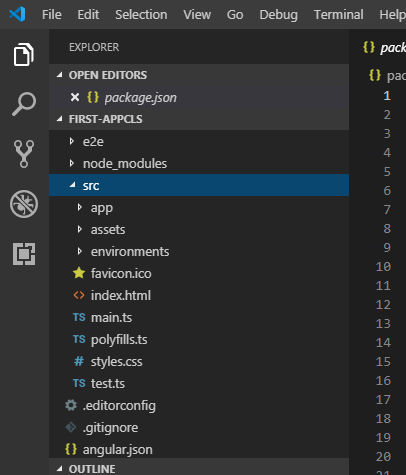 File Edit Selection View Go Debug Terminal Help
EXPLORER
OPEN EDITORS
{ } package.json
FIRST-APPCLS
e2e
node_modules
src
app
assets
environments
favicon.ico
<> index.html
TS main.ts
TS polyfills.ts
# styles.css
TS test.ts
.editorconfig
.gitignore
{ } angular.json
OUTLINE
{ } pack
{ } pac
1
2
3
4
5
6
7
8
9
10
11
12
13
14
15
16
17
18
19
20